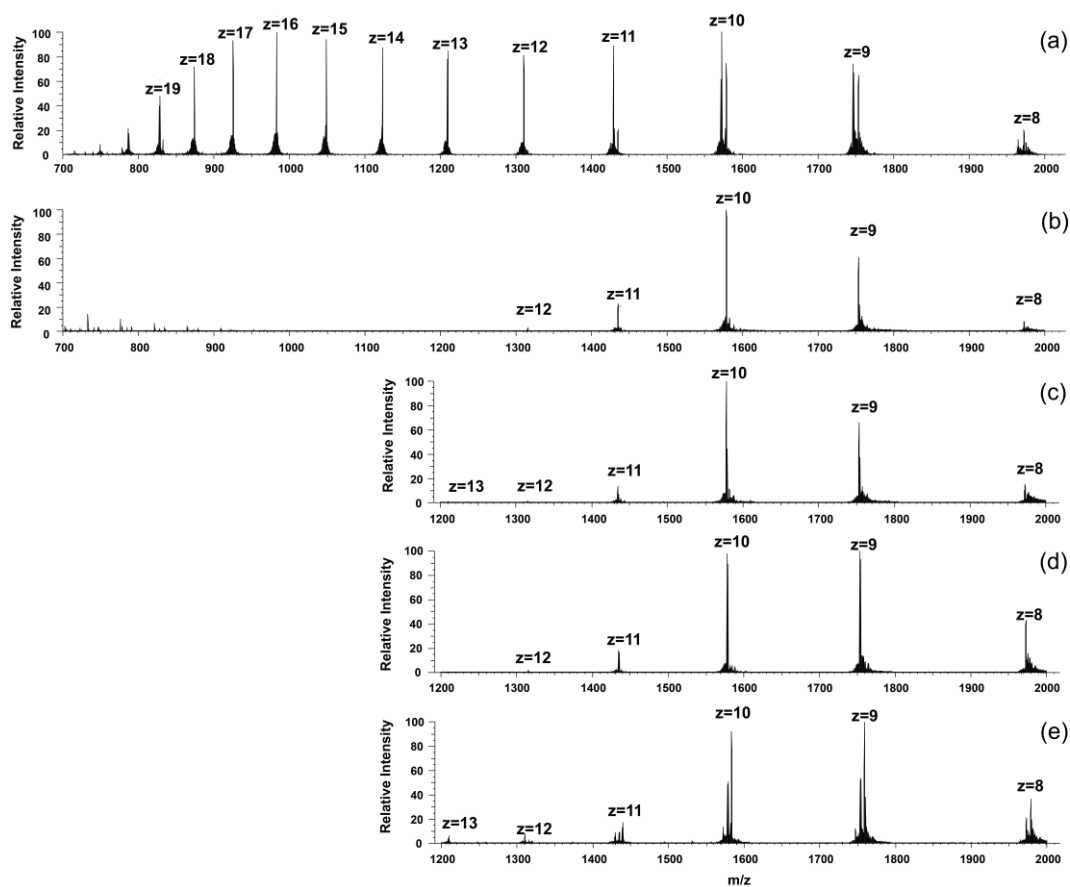 (a)
Relative Intensity
100
80
60
40
20
0
z=19
z=18
z=17
z=16
z=15
z=14
z=13
z=12
z=11
z=10
z=9
z=8
700 800 900 1000 1100 1200 1300 1400 1500 1600 1700 1800 1900 2000
(b)
Relative Intensity
100
80
60
40
20
0
z=12
z=11
z=10
z=9
z=8
700 800 900 1000 1100 1200 1300 1400 1500 1600 1700 1800 1900 2000
(c)
Relative Intensity
100
80
60
40
20
0
z=13
z=12
z=11
z=10
z=9
z=8
1200 1300 1400 1500 1600 1700 1800 1900 2000
(d)
Relative Intensity
100
80
60
40
20
0
z=12
z=11
z=10
z=9
z=8
1200 1300 1400 1500 1600 1700 1800 1900 2000
(e)
Relative Intensity
100
80
60
40
20
0
z=13
z=12
z=11
z=10
z=9
z=8
1200 1300 1400 1500 1600 1700 1800 1900 2000
m/z